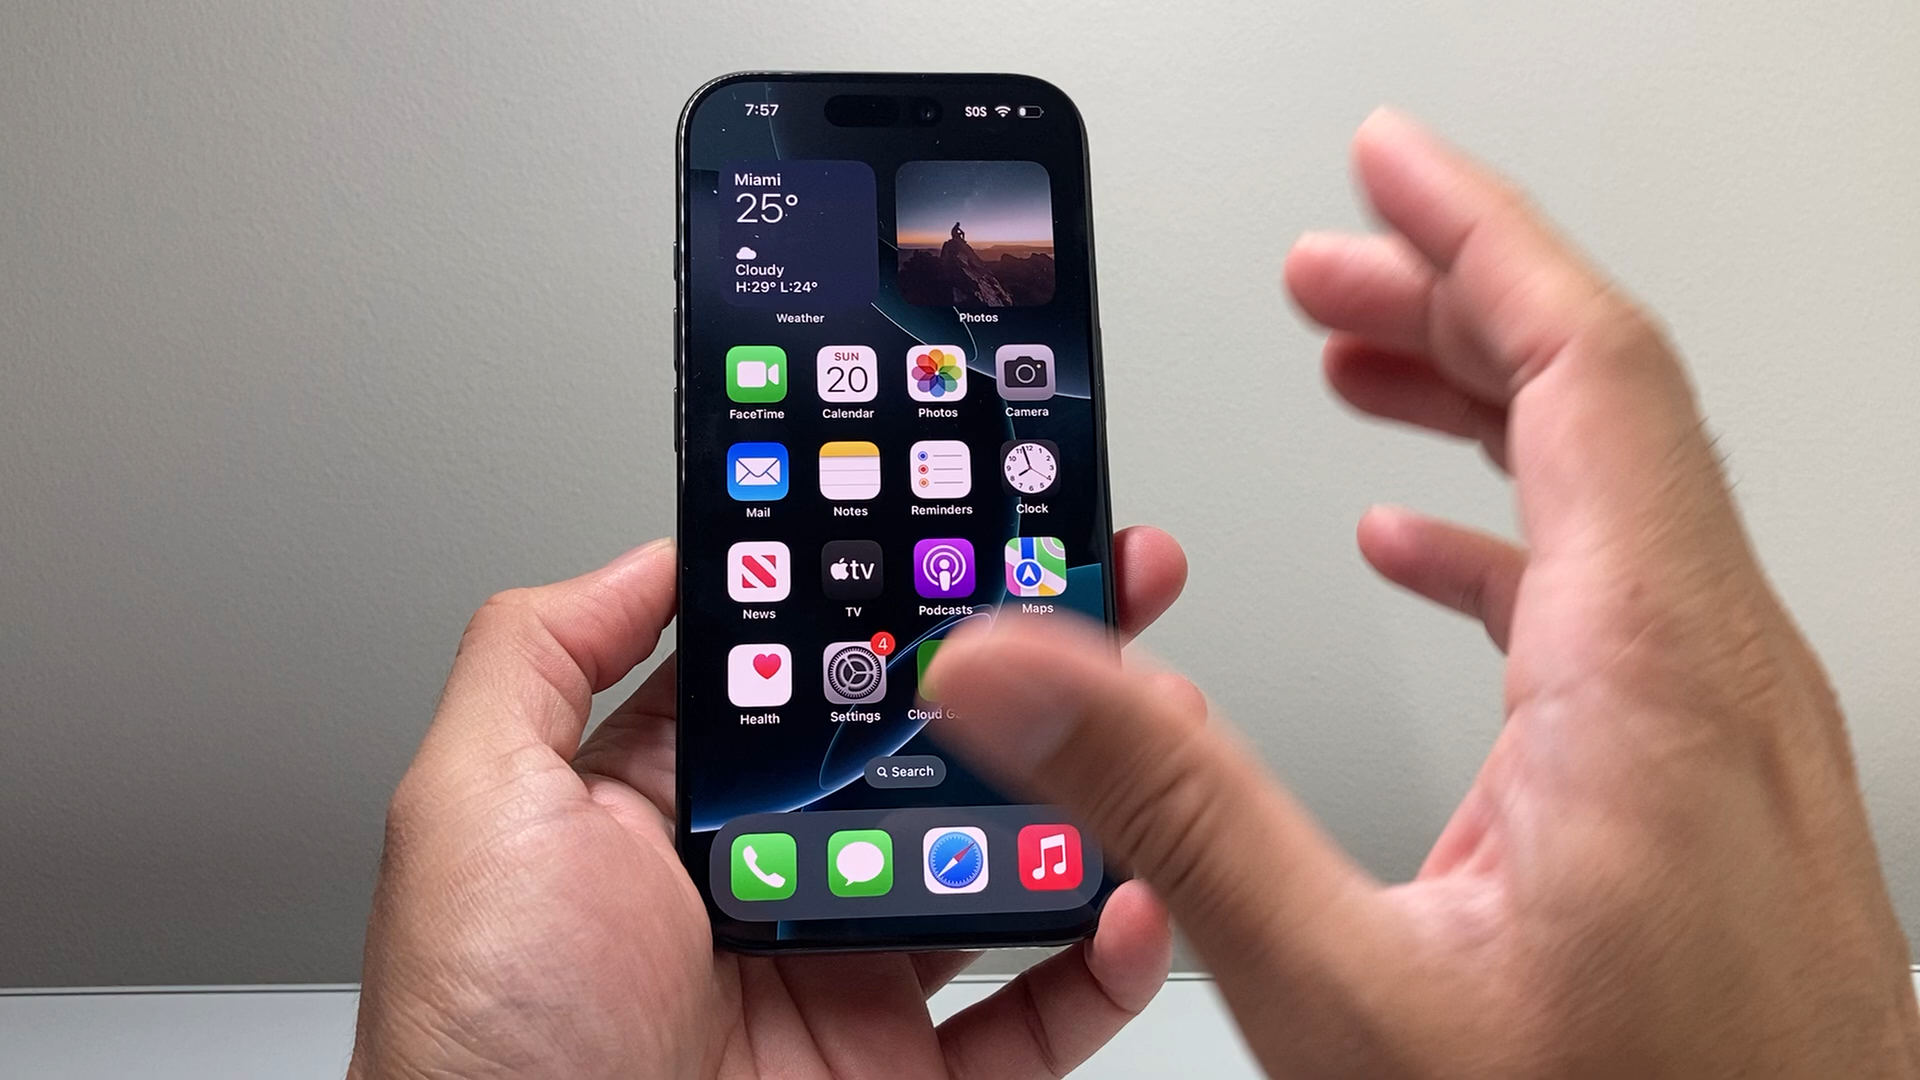 7:57
SOS
Miami
25°
Cloudy
H:29° L:24°
Weather
Photos
SUN
20
FaceTime
Calendar
Photos
Camera
Mail
Notes
Reminders
Clock
tv
News
TV
Podcasts
Maps
4
Health
Settings
Cloud
Search